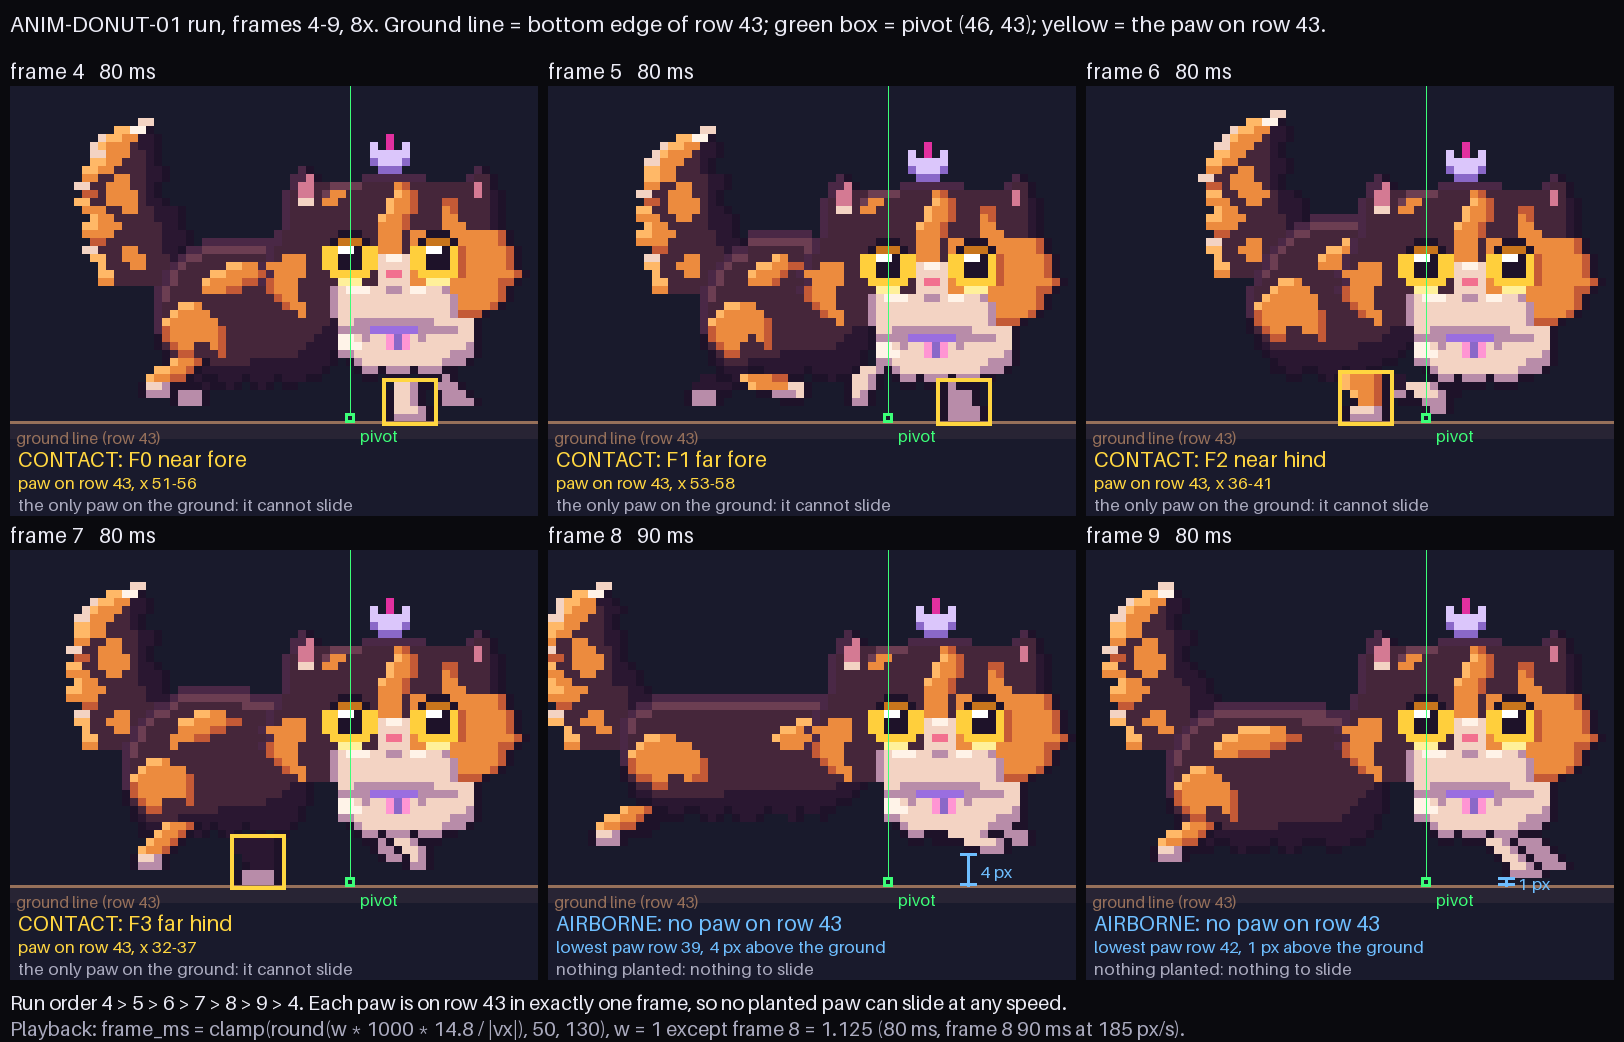 ANIM-DONUT-01 run, frames 4-9, 8x. Ground line = bottom edge of row 43; green box = pivot (46, 43); yellow = the paw on row 43.
frame 4 80 ms
frame 5 80 ms
frame 6 80 ms
ground line (row 43)
pivot
CONTACT: F0 near fore
paw on row 43, x 51-56
the only paw on the ground: it cannot slide
ground line (row 43)
pivot
CONTACT: F1 far fore
paw on row 43, x 53-58
the only paw on the ground: it cannot slide
ground line (row 43)
pivot
CONTACT: F2 near hind
paw on row 43, x 36-41
the only paw on the ground: it cannot slide
frame 7 80 ms
frame 8 90 ms
frame 9 80 ms
ground line (row 43)
pivot
CONTACT: F3 far hind
paw on row 43, x 32-37
the only paw on the ground: it cannot slide
4 px
ground line (row 43)
pivot
AIRBORNE: no paw on row 43
lowest paw row 39, 4 px above the ground
nothing planted: nothing to slide
1 px
ground line (row 43)
pivot
AIRBORNE: no paw on row 43
lowest paw row 42, 1 px above the ground
nothing planted: nothing to slide
Run order 4 > 5 > 6 > 7 > 8 > 9 > 4. Each paw is on row 43 in exactly one frame, so no planted paw can slide at any speed.
Playback: frame_ms = clamp(round(w * 1000 * 14.8 / |vx|), 50, 130), w = 1 except frame 8 = 1.125 (80 ms, frame 8 90 ms at 185 px/s).